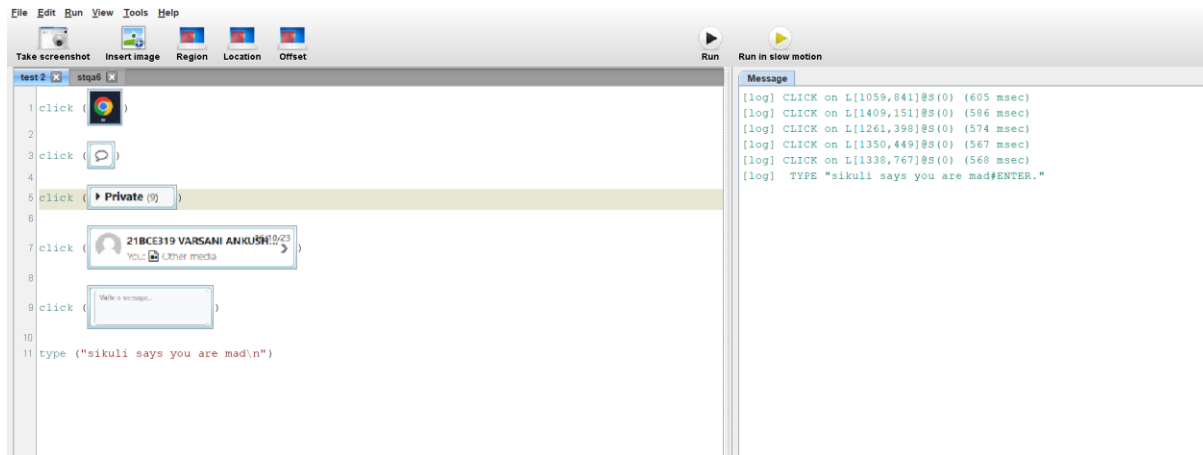 File Edit Run View Tools Help
Take screenshot Insert image Region Location Offset Run Run in slow motion
test 2 stqa6
1 click ( )
2
3 click ( )
4
5 click ( Private (9) )
6
7 click ( 21BCE319 VARSANI ANKUSH... /10/23
You: Other media )
8
9 click ( Write a message... )
10
11 type ("sikuli says you are mad\n")
Message
[log] CLICK on L[1059,841]@S(0) (605 msec)
[log] CLICK on L[1409,151]@S(0) (586 msec)
[log] CLICK on L[1261,398]@S(0) (574 msec)
[log] CLICK on L[1350,449]@S(0) (567 msec)
[log] CLICK on L[1338,767]@S(0) (568 msec)
[log] TYPE "sikuli says you are mad#ENTER."